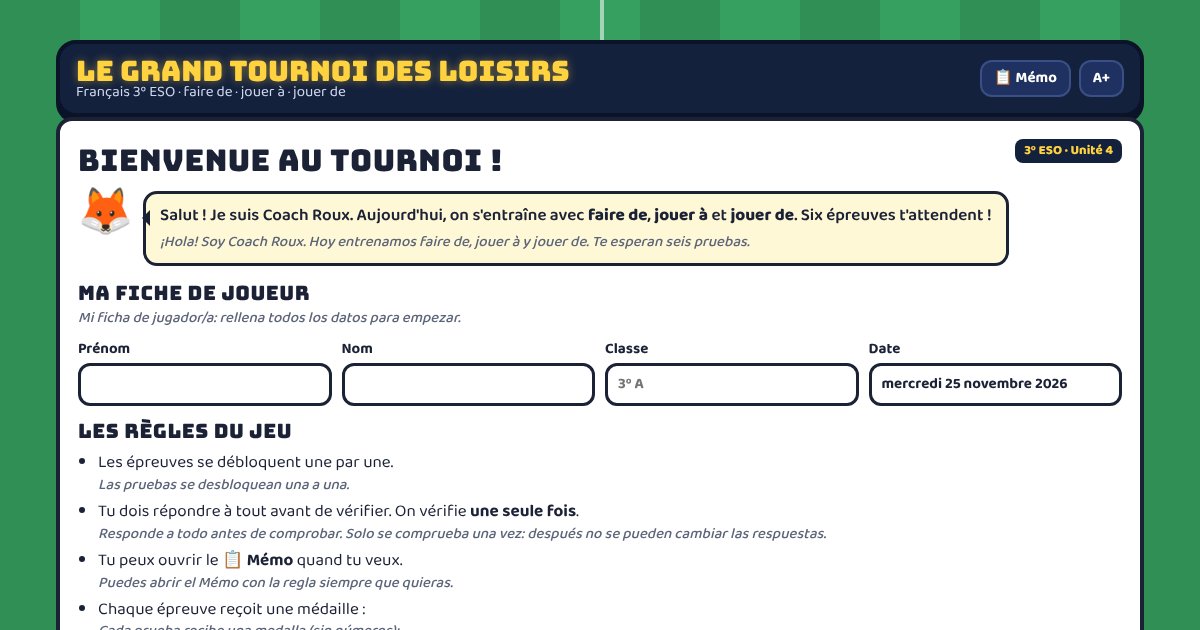 LE GRAND TOURNOI DES LOISIRS
Français 3º ESO · faire de · jouer à · jouer de
📋 Mémo
A+
BIENVENUE AU TOURNOI !
3º ESO · Unité 4
Salut ! Je suis Coach Roux. Aujourd'hui, on s'entraîne avec faire de, jouer à et jouer de. Six épreuves t'attendent !
¡Hola! Soy Coach Roux. Hoy entrenamos faire de, jouer à y jouer de. Te esperan seis pruebas.
MA FICHE DE JOUEUR
Mi ficha de jugador/a: rellena todos los datos para empezar.
Prénom
Nom
Classe
Date
3º A
mercredi 25 novembre 2026
LES RÈGLES DU JEU
• Les épreuves se débloquent une par une.
Las pruebas se desbloquean una a una.
• Tu dois répondre à tout avant de vérifier. On vérifie une seule fois.
Responde a todo antes de comprobar. Solo se comprueba una vez: después no se pueden cambiar las respuestas.
• Tu peux ouvrir le 📋 Mémo quand tu veux.
Puedes abrir el Mémo con la regla siempre que quieras.
• Chaque épreuve reçoit une médaille :
Cada prueba recibe una medalla (sin números):